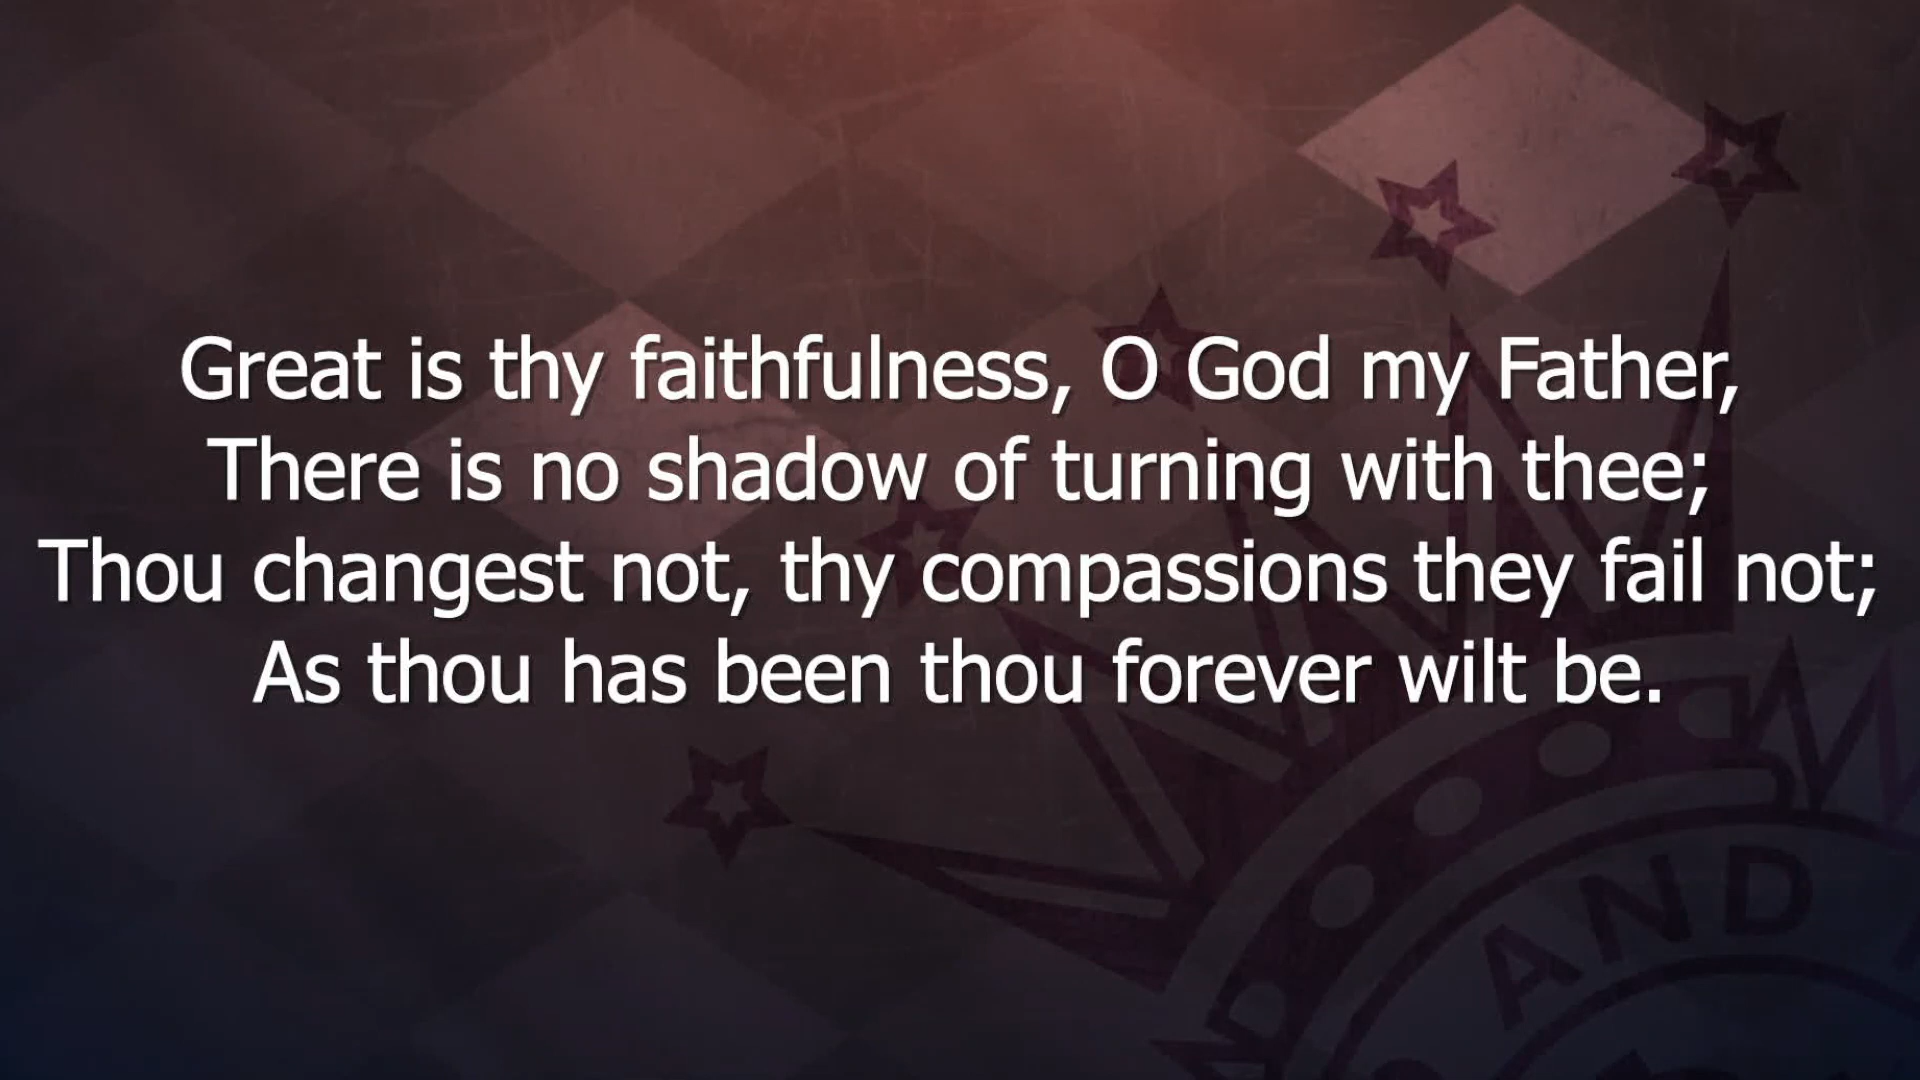 Great is thy faithfulness, O God my Father,
There is no shadow of turning with thee;
Thou changest not, thy compassions they fail not;
As thou has been thou forever wilt be.
AND